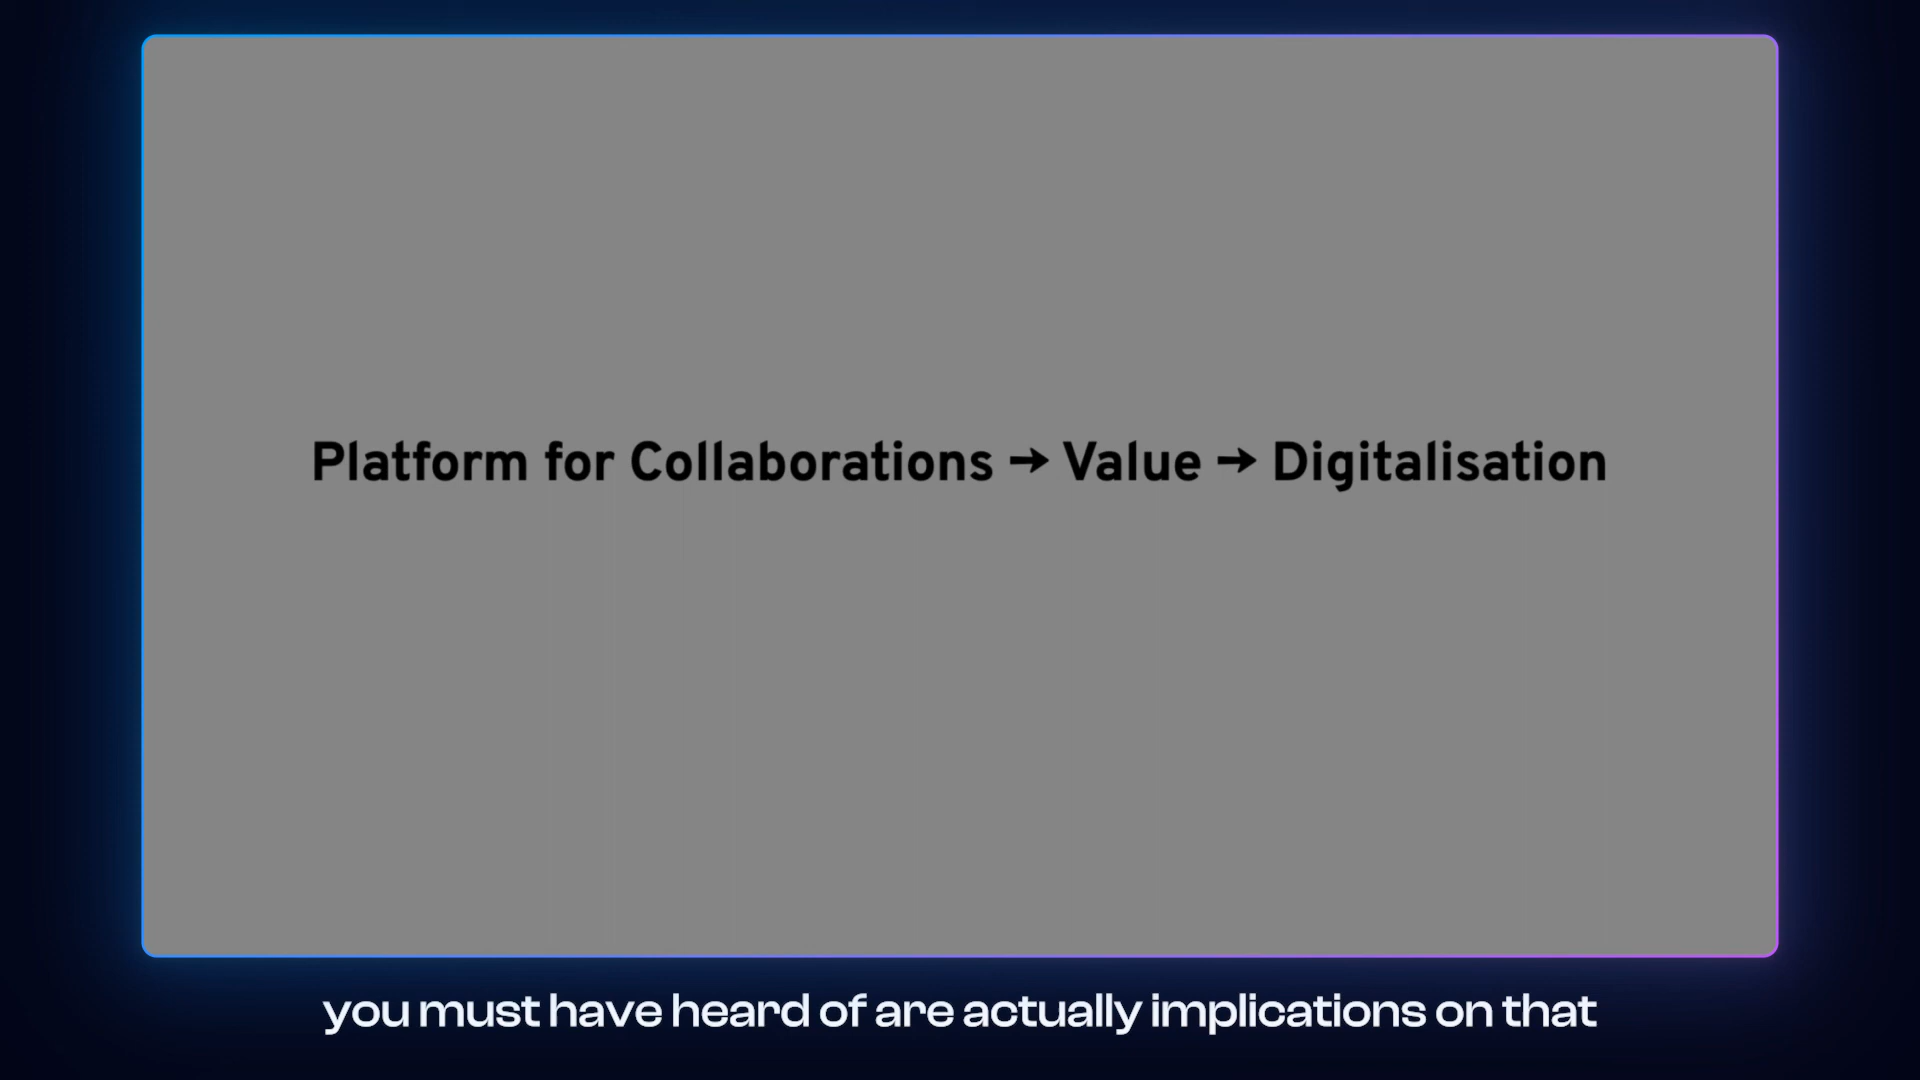 Platform for Collaborations → Value → Digitalisation
you must have heard of are actually implications on that